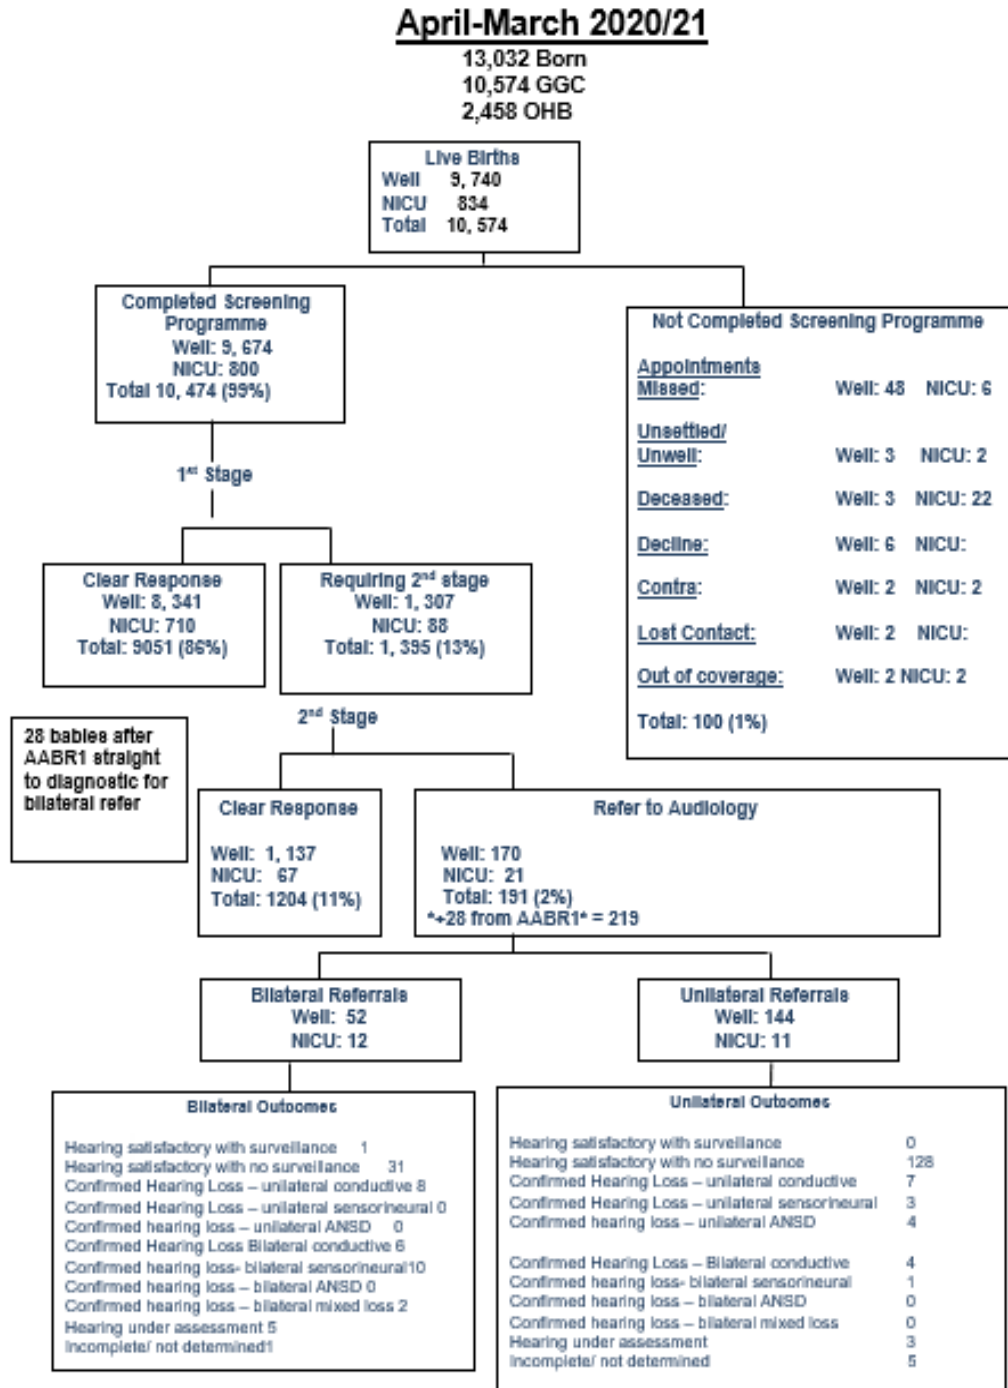 April-March 2020/21
13,032 Born
10,574 GGC
2,458 OHB
Live Births
Well 9, 740
NICU 834
Total 10, 574
Completed Screening
Programme
Well: 9, 674
NICU: 800
Total 10, 474 (99%)
Not Completed Screening Programme
Appointments
Missed: Well: 48 NICU: 6
Unsettled/
Unwell: Well: 3 NICU: 2
Deceased: Well: 3 NICU: 22
Decline: Well: 6 NICU:
Contra: Well: 2 NICU: 2
Lost Contact: Well: 2 NICU:
Out of coverage: Well: 2 NICU: 2
Total: 100 (1%)
1st Stage
Clear Response
Well: 8, 341
NICU: 710
Total: 9051 (86%)
Requiring 2nd stage
Well: 1, 307
NICU: 88
Total: 1, 395 (13%)
28 babies after
AABR1 straight
to diagnostic for
bilateral refer
2nd Stage
Clear Response
Well: 1, 137
NICU: 67
Total: 1204 (11%)
Refer to Audiology
Well: 170
NICU: 21
Total: 191 (2%)
*+28 from AABR1* = 219
Bilateral Referrals
Well: 52
NICU: 12
Unilateral Referrals
Well: 144
NICU: 11
Bilateral Outcomes
Hearing satisfactory with surveillance 1
Hearing satisfactory with no surveillance 31
Confirmed Hearing Loss – unilateral conductive 8
Confirmed Hearing Loss - unilateral sensorineural 0
Confirmed hearing loss – unilateral ANSD 0
Confirmed Hearing Loss Bilateral conductive 6
Confirmed hearing loss- bilateral sensorineural10
Confirmed hearing loss – bilateral ANSD 0
Confirmed hearing loss – bilateral mixed loss 2
Hearing under assessment 5
Incomplete/ not determined1
Unilateral Outcomes
Hearing satisfactory with surveillance 0
Hearing satisfactory with no surveillance 128
Confirmed Hearing Loss – unilateral conductive 7
Confirmed Hearing Loss – unilateral sensorineural 3
Confirmed hearing loss – unilateral ANSD 4
Confirmed Hearing Loss – Bilateral conductive 4
Confirmed hearing loss- bilateral sensorineural 1
Confirmed hearing loss – bilateral ANSD 0
Confirmed hearing loss – bilateral mixed loss 0
Hearing under assessment 3
Incomplete/ not determined 5